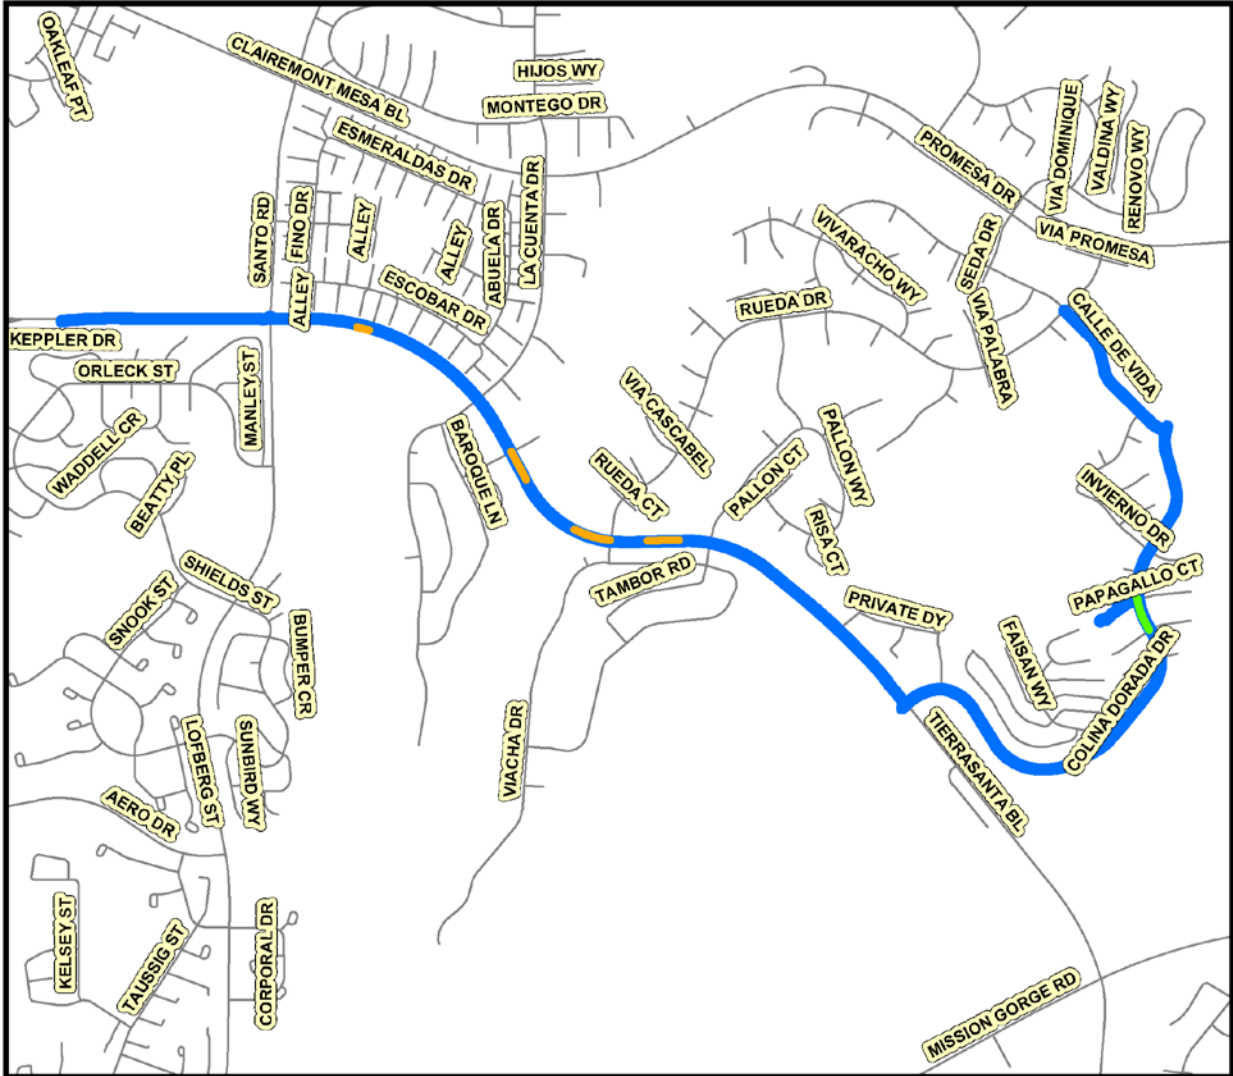 OAKLEAF PT
CLAIREMONT MESA BL
HIJOS WY
MONTEGO DR
ESMERALDAS DR
PROMESA DR
VIA DOMINIQUE
VALDINA WY
RENOVO WY
SANTO RD
FINO DR
ALLEY
ALLEY
ABUELA DR
LA CUENTA DR
VIVARACHO WY
SEDA DR
VIA PROMESA
ALLEY
ESCOBAR DR
RUEDA DR
VIA PALABRA
CALLE DE VIDA
KEPPLER DR
ORLECK ST
MANLEY ST
WADDELL CR
BEATTY PL
BAROQUE LN
VIA CASCABEL
RUEDA CT
PALLON CT
PALLON WY
RISA CT
INVIERNO DR
SHIELDS ST
SNOOK ST
BUMPER CR
TAMBOR RD
PRIVATE DY
PAPAGALLO CT
FAISAN WY
COLINA DORADA DR
LOFBERG ST
SUNBIRD WY
VIACHA DR
TIERRASANTA BL
AERO DR
KELSEY ST
TAUSSIG ST
CORPORAL DR
MISSION GORGE RD